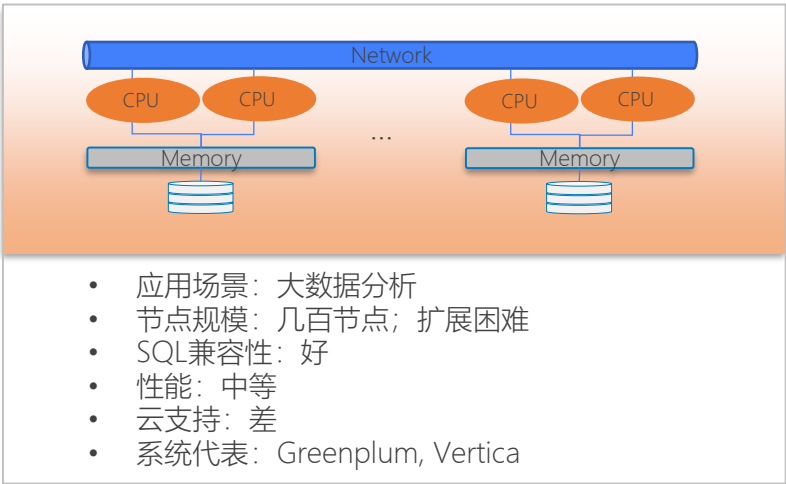 Network
CPU CPU CPU CPU
...
Memory Memory
• 应用场景：大数据分析
• 节点规模：几百节点；扩展困难
• SQL兼容性：好
• 性能：中等
• 云支持：差
• 系统代表：Greenplum, Vertica